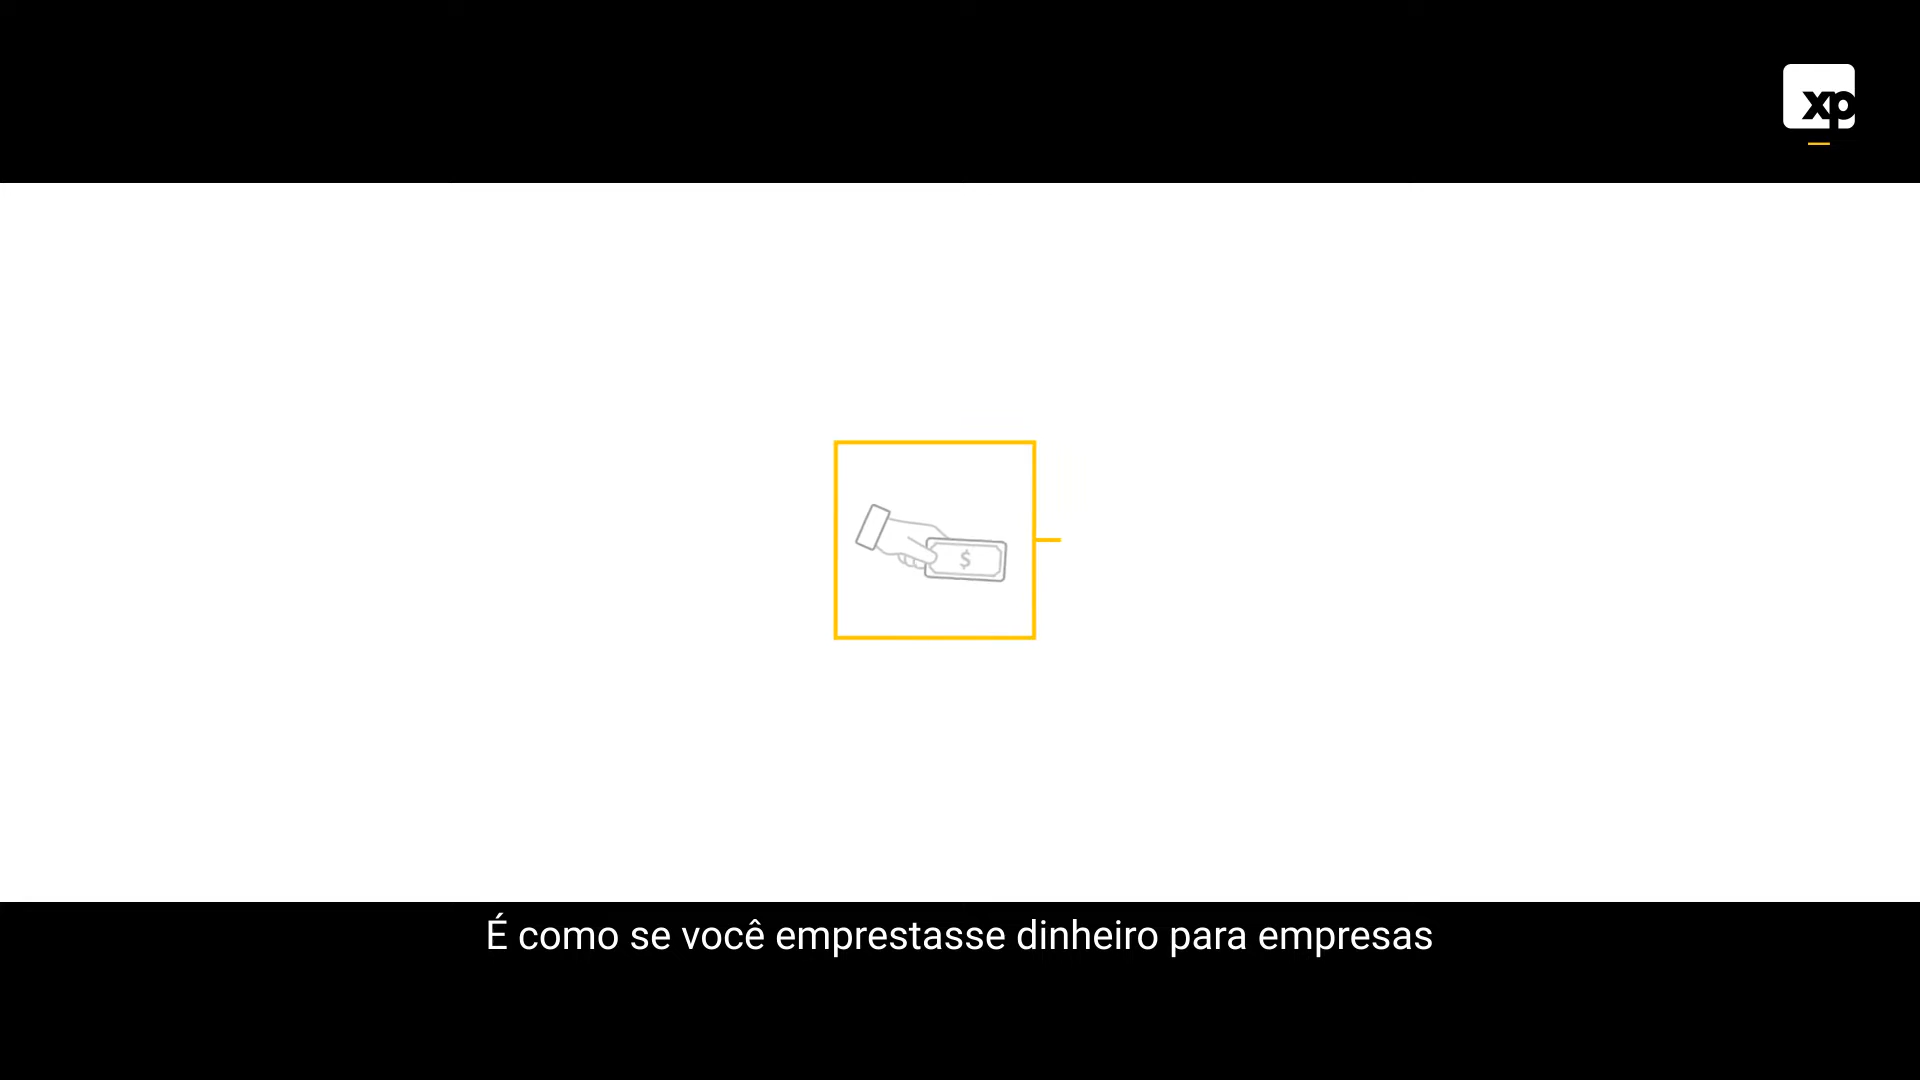 xp
$
É como se você emprestasse dinheiro para empresas